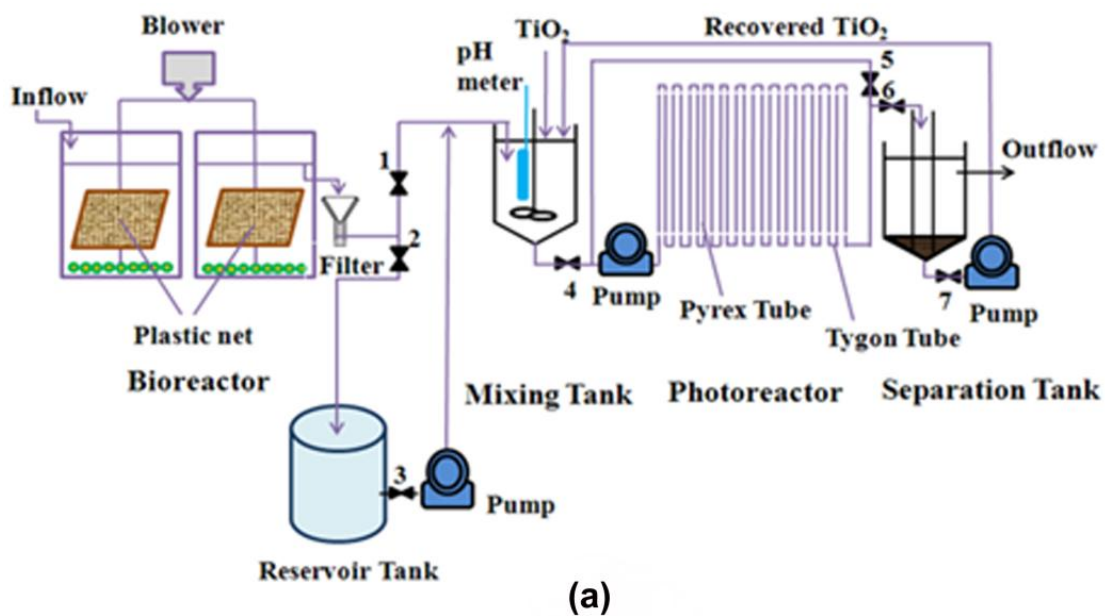 Blower
Inflow
TiO2
Recovered TiO2
pH
meter
5
6
1
2
Filter
Outflow
4
Pump
Pyrex Tube
Tygon Tube
7
Pump
Plastic net
Bioreactor
Mixing Tank
Photoreactor
Separation Tank
3
Pump
Reservoir Tank
(a)